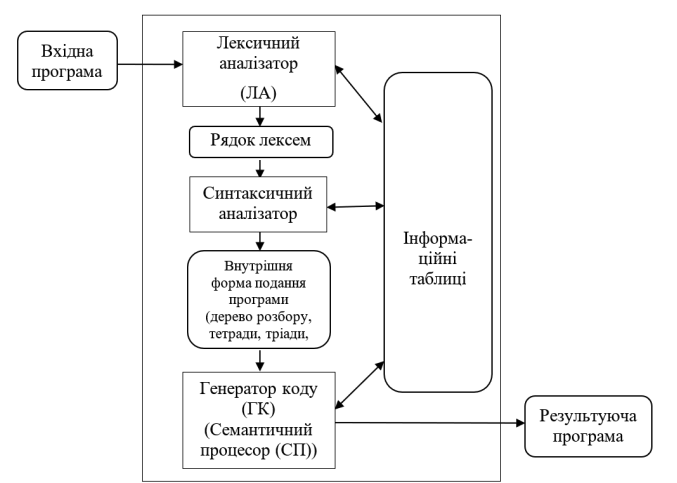 Вхідна
програма
Лексичний
аналізатор
(ЛА)
Рядок лексем
Синтаксичний
аналізатор
Внутрішня
форма подання
програми
(дерево розбору,
тетради, тріади,
Генератор коду
(ГК)
(Семантичний
процесор (СП))
Інформа-
ційні
таблиці
Результуюча
програма